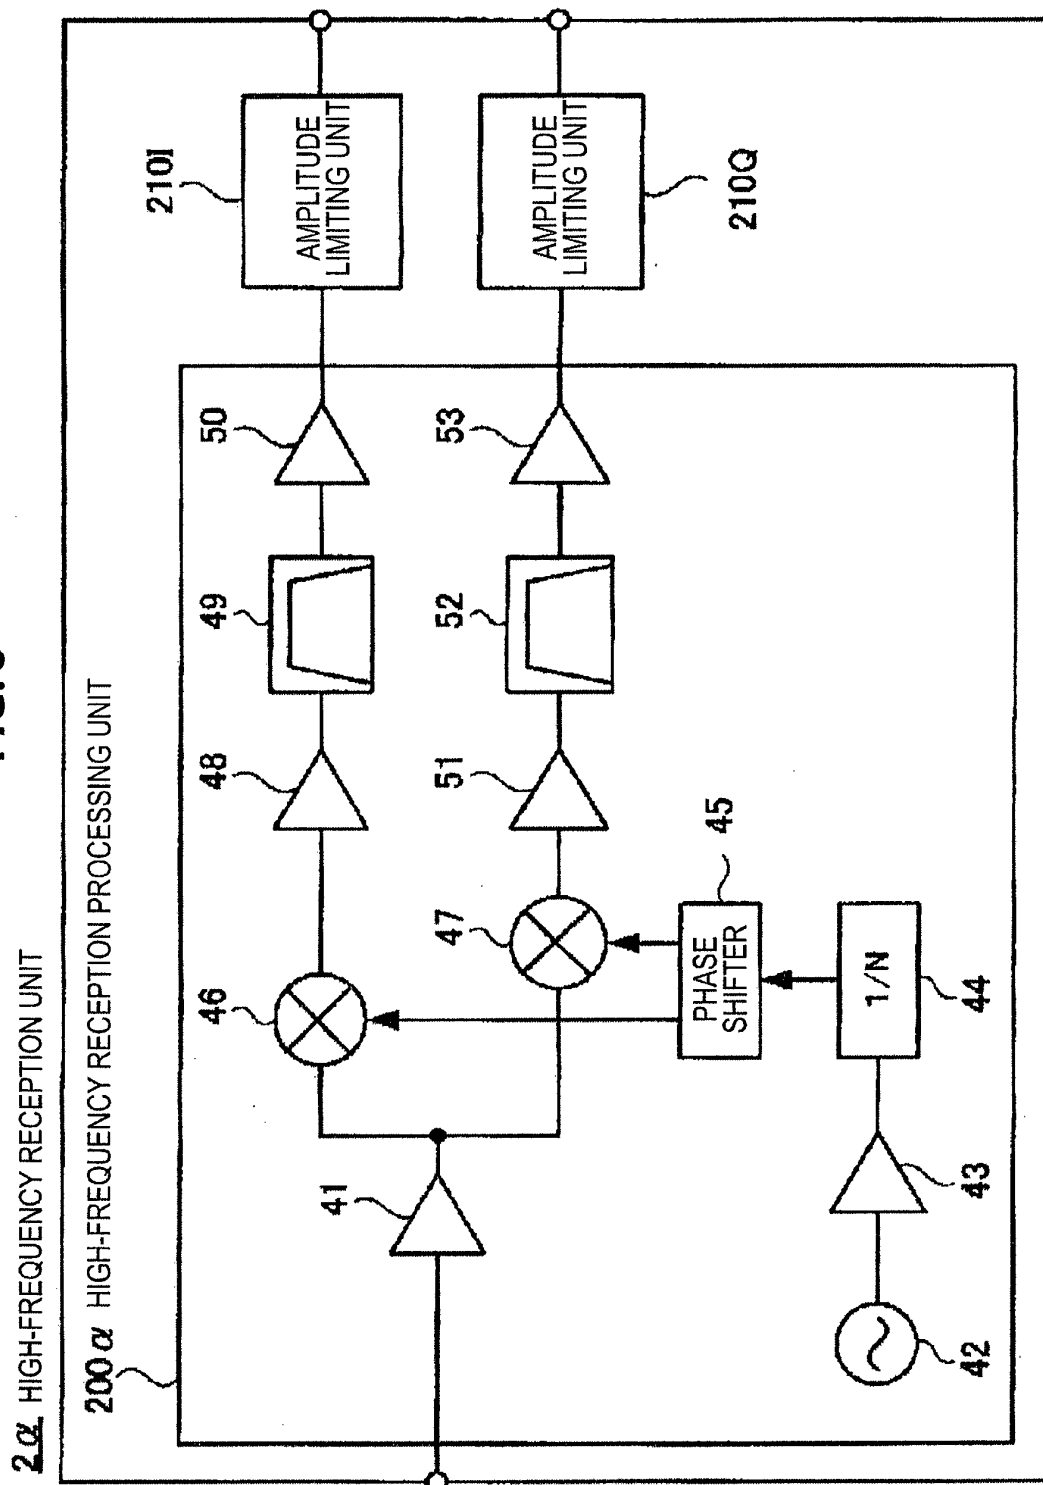 2α HIGH-FREQUENCY RECEPTION UNIT
200α HIGH-FREQUENCY RECEPTION PROCESSING UNIT
41
42
43
44
1/N
45
PHASE
SHIFTER
46
47
48
49
50
51
52
53
210I
AMPLITUDE
LIMITING UNIT
210Q
AMPLITUDE
LIMITING UNIT